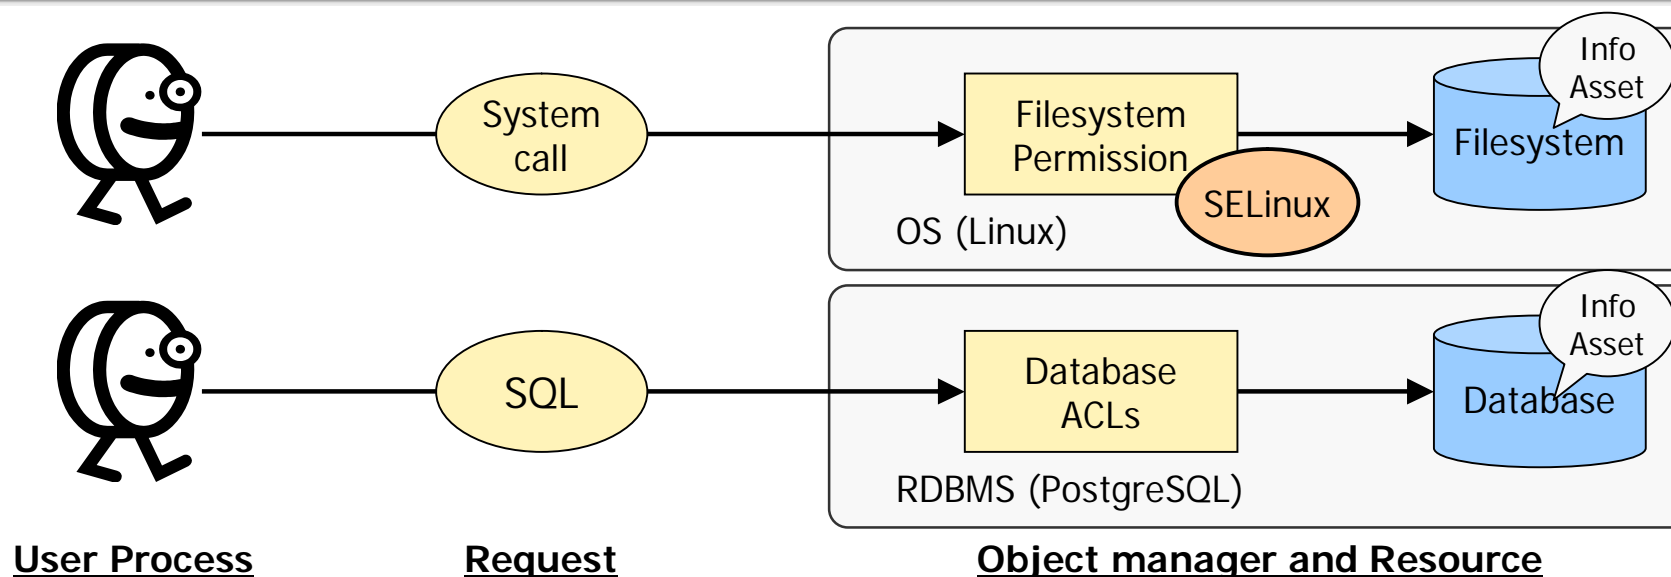 System
call
Filesystem
Permission
SELinux
OS (Linux)
Info
Asset
Filesystem
SQL
Database
ACLs
RDBMS (PostgreSQL)
Info
Asset
Database
User Process
Request
Object manager and Resource